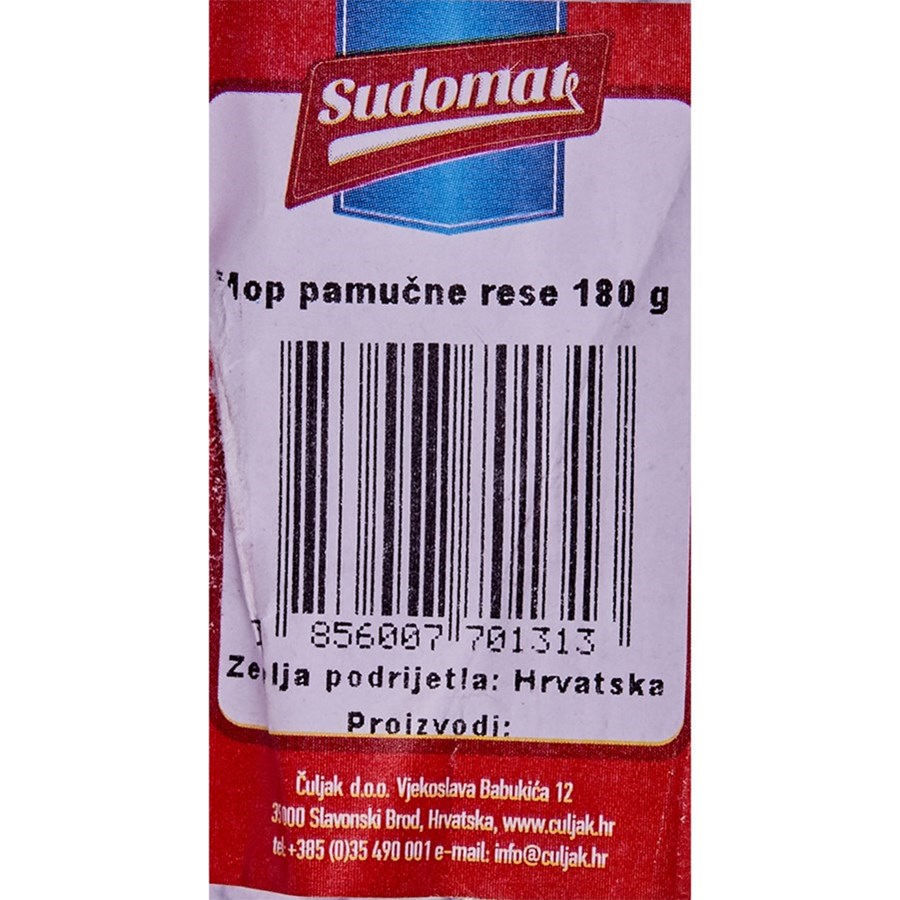 Sudomat
Mop pamučne rese 180 g
856007 701313
Zemlja podrijetla: Hrvatska
Proizvodi:
Čuljak d.o.o. Vjekoslava Babukića 12
35000 Slavonski Brod, Hrvatska, www.culjak.hr
tel: +385 (0)35 490 001 e-mail: info@culjak.hr